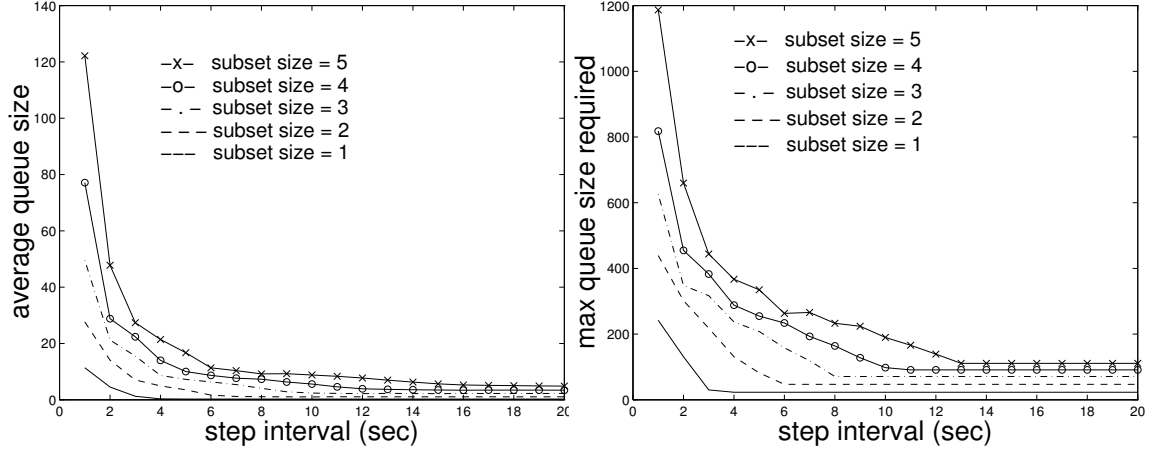 140
120
100
80
60
40
20
0
average queue size
–x– subset size = 5
–o– subset size = 4
– · – subset size = 3
– – – subset size = 2
––– subset size = 1
0 2 4 6 8 10 12 14 16 18 20
step interval (sec)
1200
1000
800
600
400
200
0
max queue size required
–x– subset size = 5
–o– subset size = 4
– · – subset size = 3
– – – subset size = 2
––– subset size = 1
0 2 4 6 8 10 12 14 16 18 20
step interval (sec)